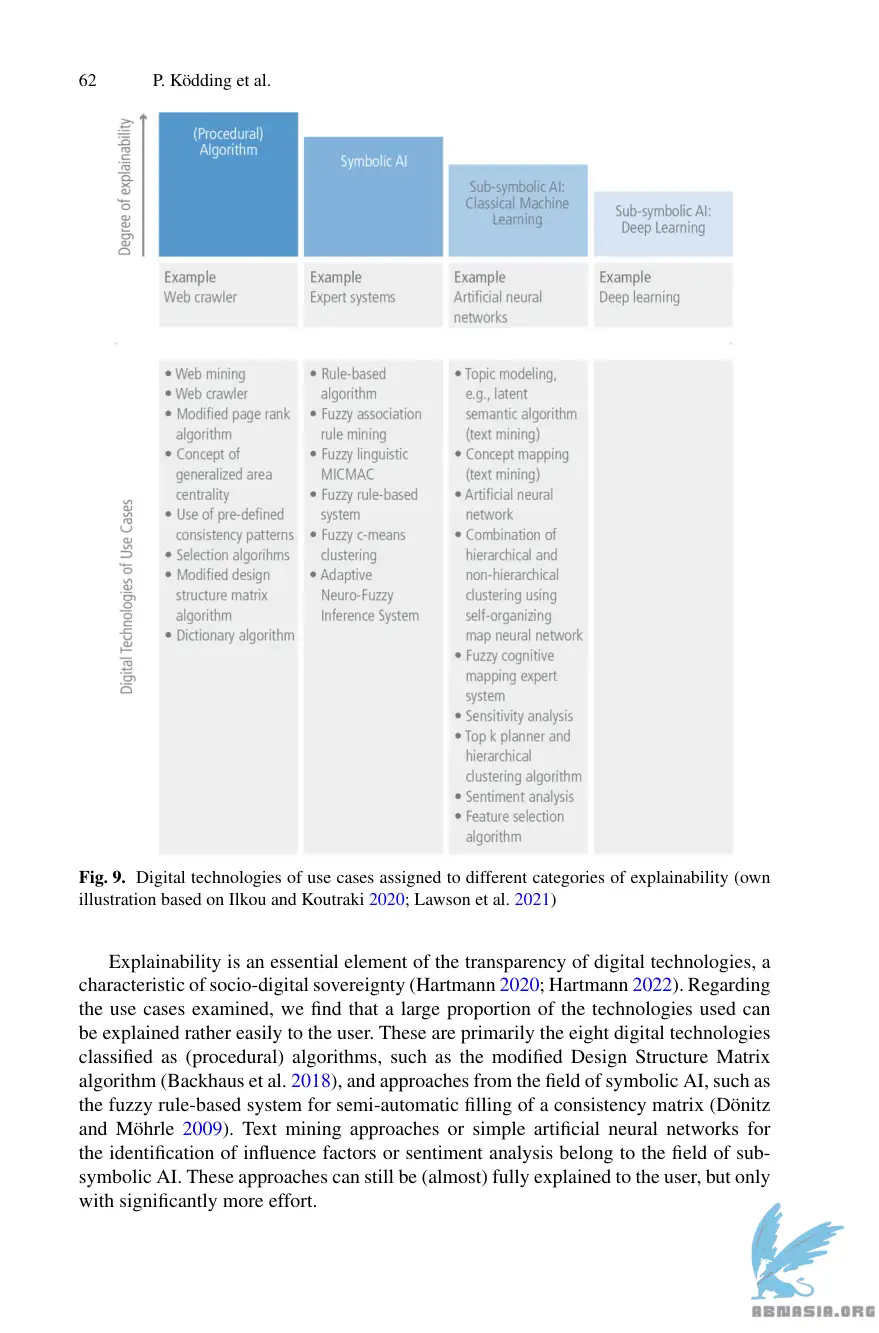 62 P. Ködding et al.
Degree of explainability
(Procedural)
Algorithm
Symbolic AI
Sub-symbolic AI:
Classical Machine
Learning
Sub-symbolic AI:
Deep Learning
Example
Web crawler
Example
Expert systems
Example
Artificial neural
networks
Example
Deep learning
Digital Technologies of Use Cases
• Web mining
• Web crawler
• Modified page rank
algorithm
• Concept of
generalized area
centrality
• Use of pre-defined
consistency patterns
• Selection algorihms
• Modified design
structure matrix
algorithm
• Dictionary algorithm
• Rule-based
algorithm
• Fuzzy association
rule mining
• Fuzzy linguistic
MICMAC
• Fuzzy rule-based
system
• Fuzzy c-means
clustering
• Adaptive
Neuro-Fuzzy
Inference System
• Topic modeling,
e.g., latent
semantic algorithm
(text mining)
• Concept mapping
(text mining)
• Artificial neural
network
• Combination of
hierarchical and
non-hierarchical
clustering using
self-organizing
map neural network
• Fuzzy cognitive
mapping expert
system
• Sensitivity analysis
• Top k planner and
hierarchical
clustering algorithm
• Sentiment analysis
• Feature selection
algorithm
Fig. 9. Digital technologies of use cases assigned to different categories of explainability (own
illustration based on Ilkou and Koutraki 2020; Lawson et al. 2021)
Explainability is an essential element of the transparency of digital technologies, a
characteristic of socio-digital sovereignty (Hartmann 2020; Hartmann 2022). Regarding
the use cases examined, we find that a large proportion of the technologies used can
be explained rather easily to the user. These are primarily the eight digital technologies
classified as (procedural) algorithms, such as the modified Design Structure Matrix
algorithm (Backhaus et al. 2018), and approaches from the field of symbolic AI, such as
the fuzzy rule-based system for semi-automatic filling of a consistency matrix (Dönitz
and Möhrle 2009). Text mining approaches or simple artificial neural networks for
the identification of influence factors or sentiment analysis belong to the field of sub-
symbolic AI. These approaches can still be (almost) fully explained to the user, but only
with significantly more effort.
ABNASIA.ORG